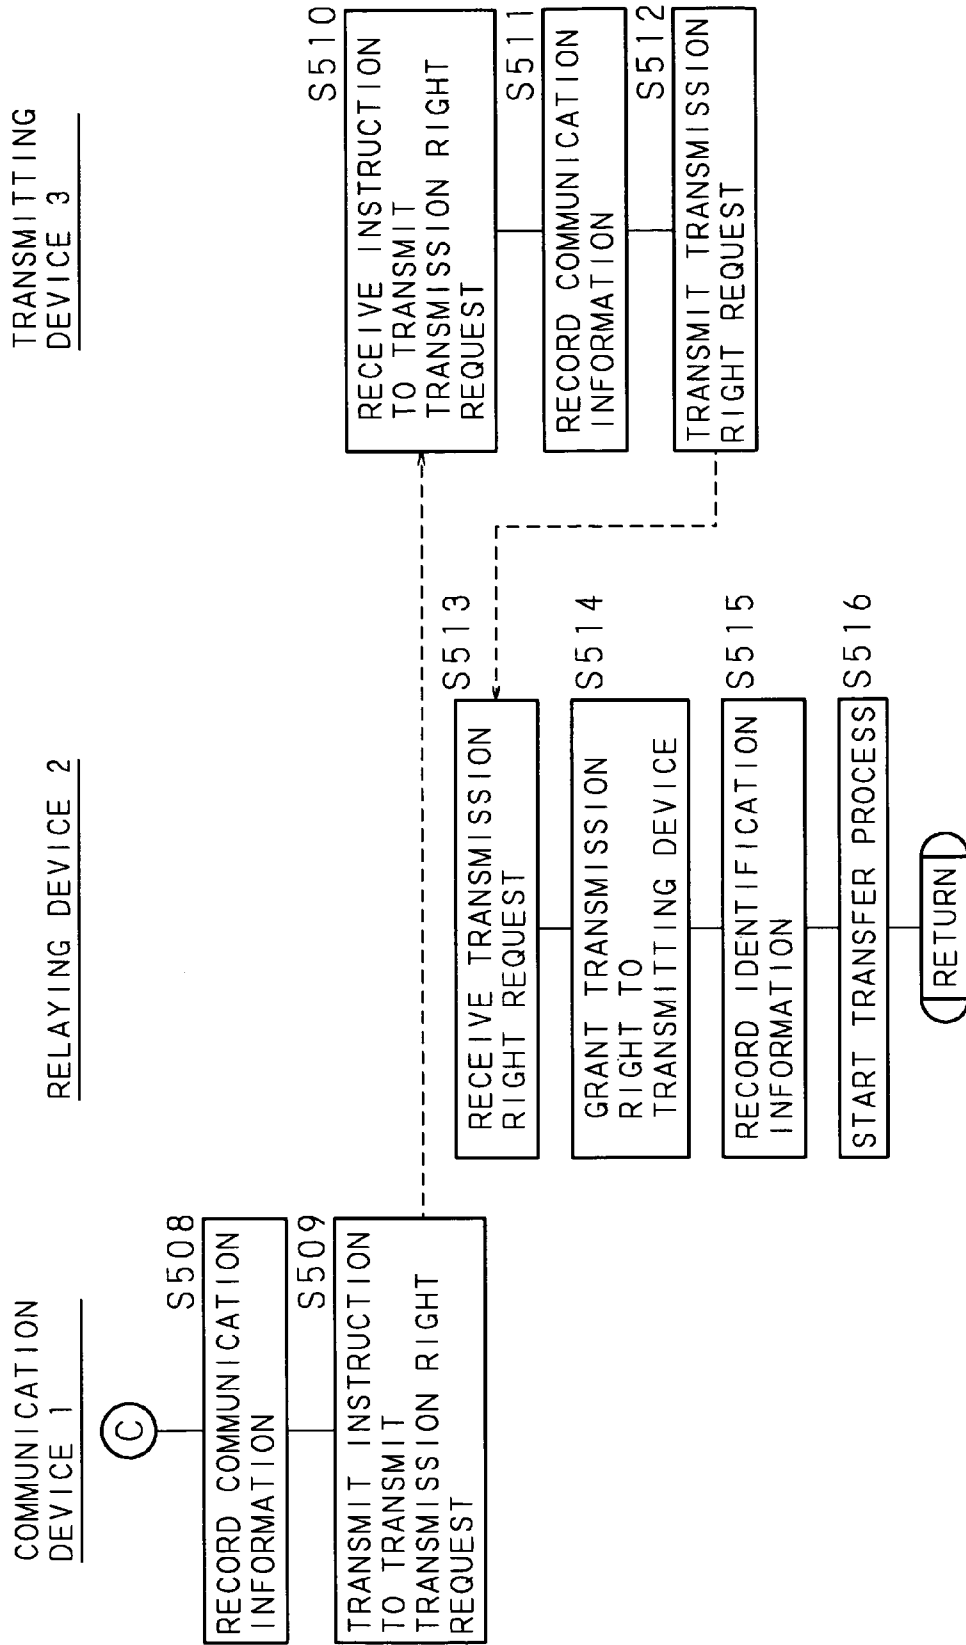 COMMUNICATION
DEVICE 1
RELAYING DEVICE 2
TRANSMITTING
DEVICE 3
C
S508
RECORD COMMUNICATION
INFORMATION
S509
TRANSMIT INSTRUCTION
TO TRANSMIT
TRANSMISSION RIGHT
REQUEST
S510
RECEIVE INSTRUCTION
TO TRANSMIT
TRANSMISSION RIGHT
REQUEST
S511
RECORD COMMUNICATION
INFORMATION
S512
TRANSMIT TRANSMISSION
RIGHT REQUEST
S513
RECEIVE TRANSMISSION
RIGHT REQUEST
S514
GRANT TRANSMISSION
RIGHT TO
TRANSMITTING DEVICE
S515
RECORD IDENTIFICATION
INFORMATION
S516
START TRANSFER PROCESS
RETURN